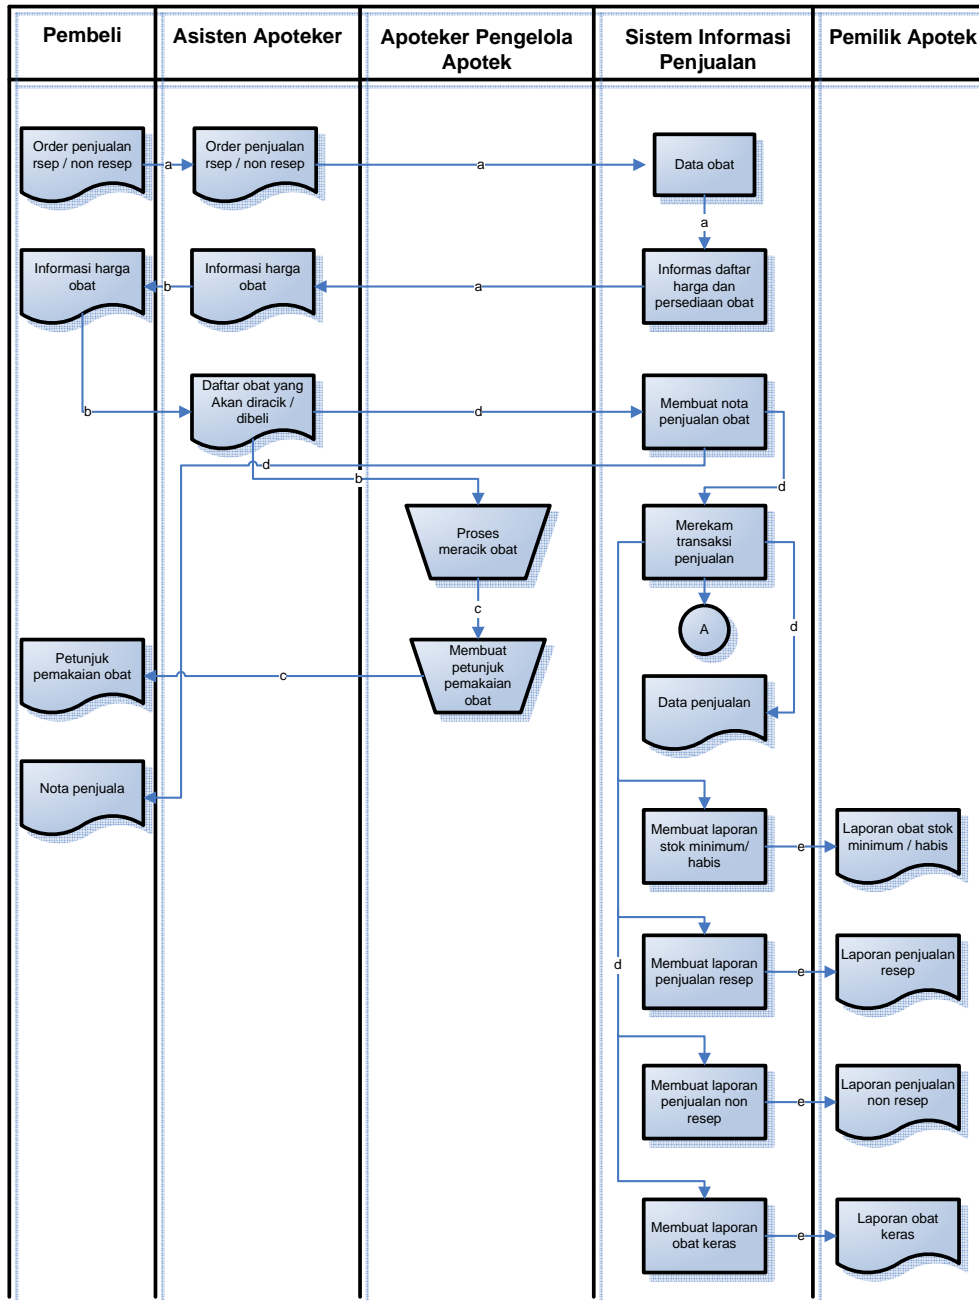 Pembeli
Asisten Apoteker
Apoteker Pengelola
Apotek
Sistem Informasi
Penjualan
Pemilik Apotek
Order penjualan
rsep / non resep
a
Order penjualan
rsep / non resep
a
Data obat
a
Informasi harga
obat
b
Informasi harga
obat
a
Informas daftar
harga dan
persediaan obat
b
Daftar obat yang
Akan diracik /
dibeli
d
Membuat nota
penjualan obat
d
b
d
Proses
meracik obat
Merekam
transaksi
penjualan
c
A
d
Petunjuk
pemakaian obat
c
Membuat
petunjuk
pemakaian
obat
Data penjualan
Nota penjuala
Membuat laporan
stok minimum/
habis
e
Laporan obat stok
minimum / habis
d
Membuat laporan
penjualan resep
e
Laporan penjualan
resep
Membuat laporan
penjualan non
resep
e
Laporan penjualan
non resep
Membuat laporan
obat keras
e
Laporan obat
keras